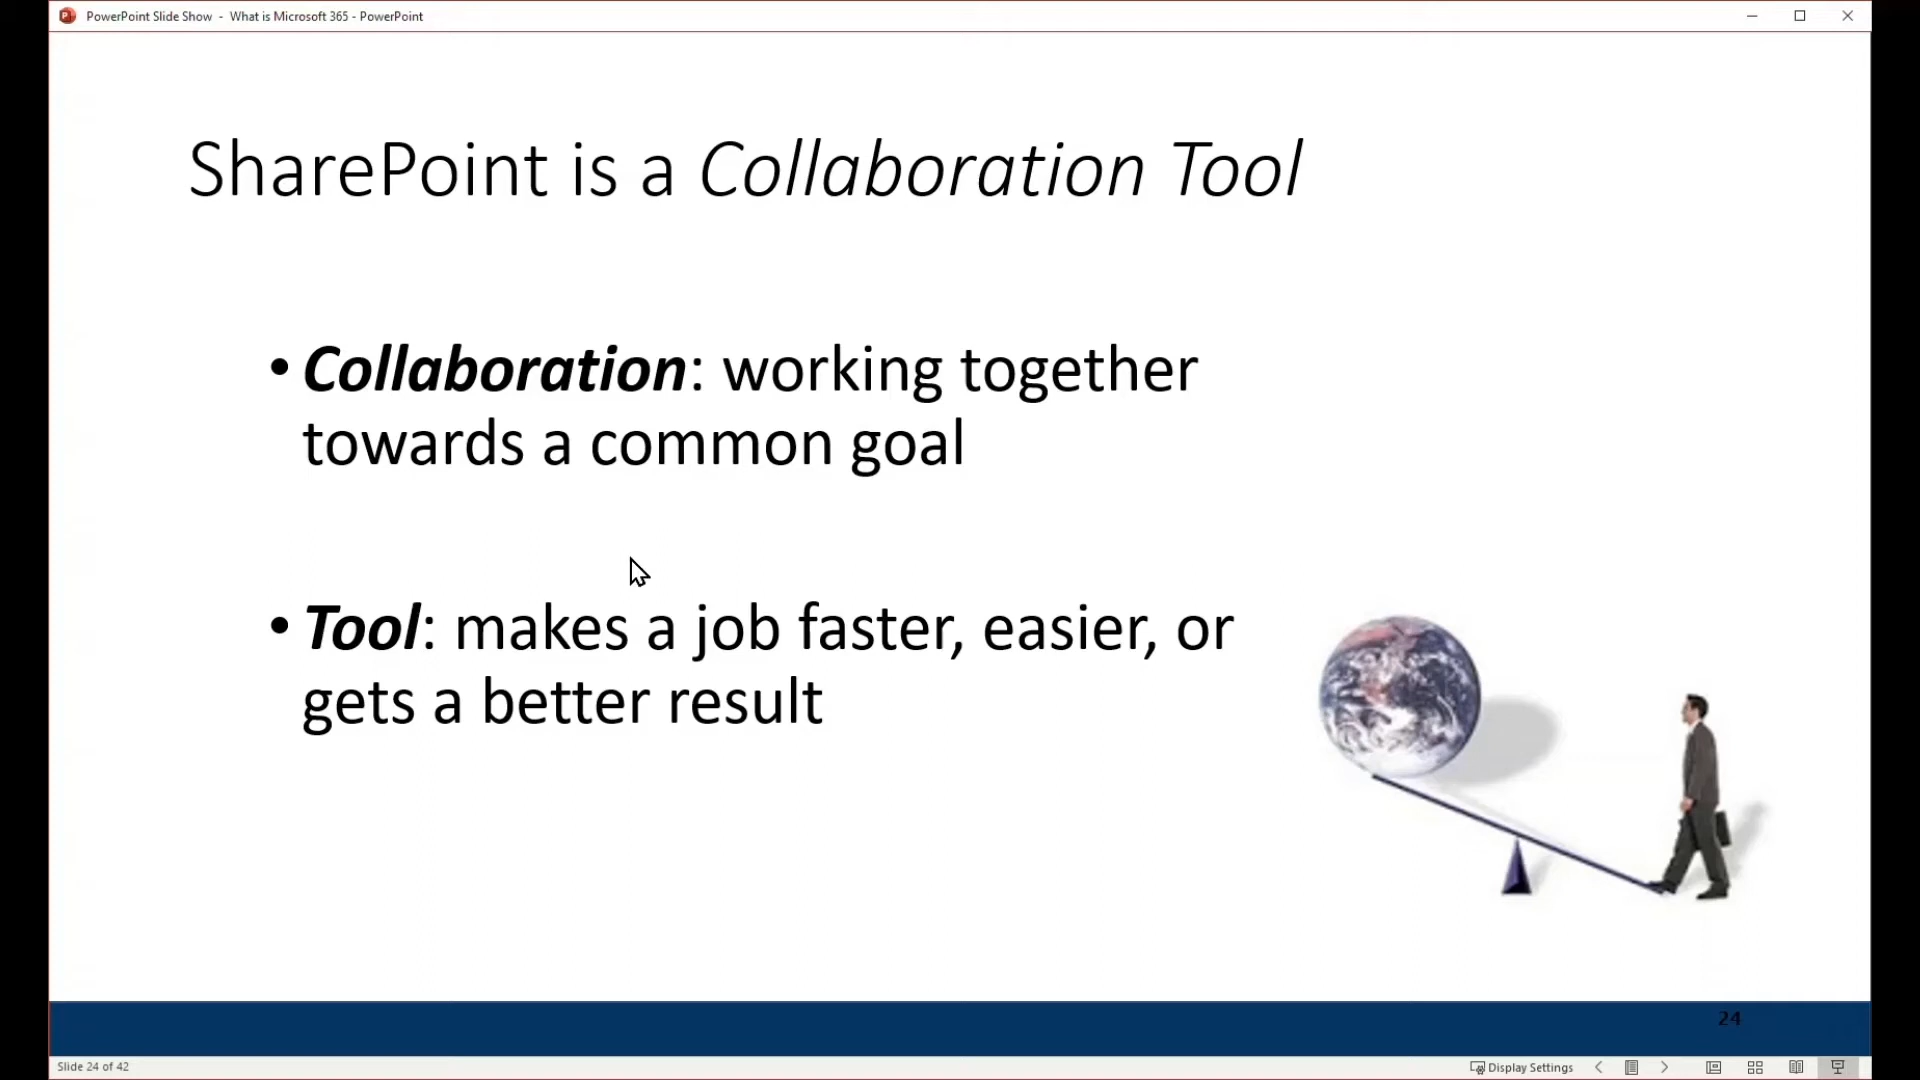 PowerPoint Slide Show - What is Microsoft 365 - PowerPoint
SharePoint is a Collaboration Tool
• Collaboration: working together
towards a common goal
• Tool: makes a job faster, easier, or
gets a better result
24
Slide 24 of 42
Display Settings